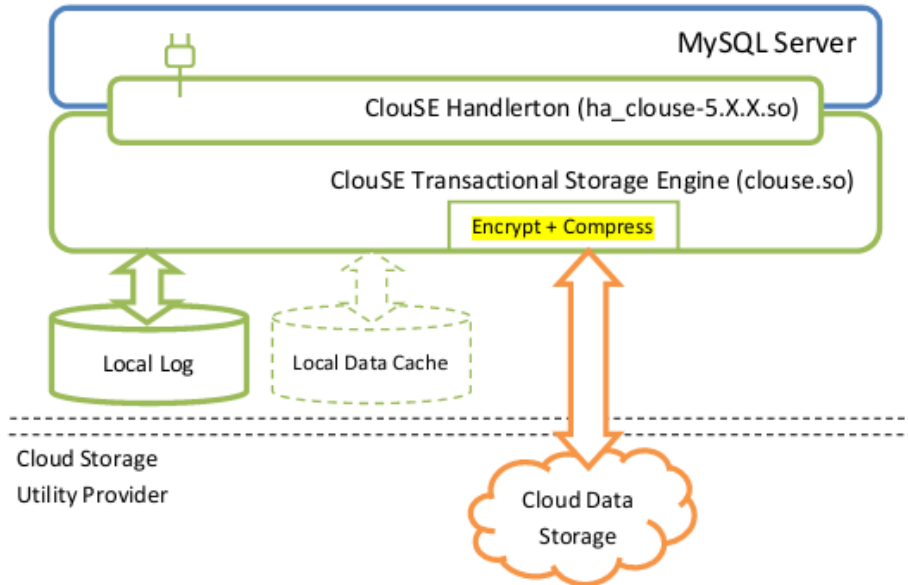 MySQL Server
ClouSE Handlerton (ha_clouse-5.X.X.so)
ClouSE Transactional Storage Engine (clouse.so)
Encrypt + Compress
Local Log
Local Data Cache
Cloud Storage
Utility Provider
Cloud Data
Storage